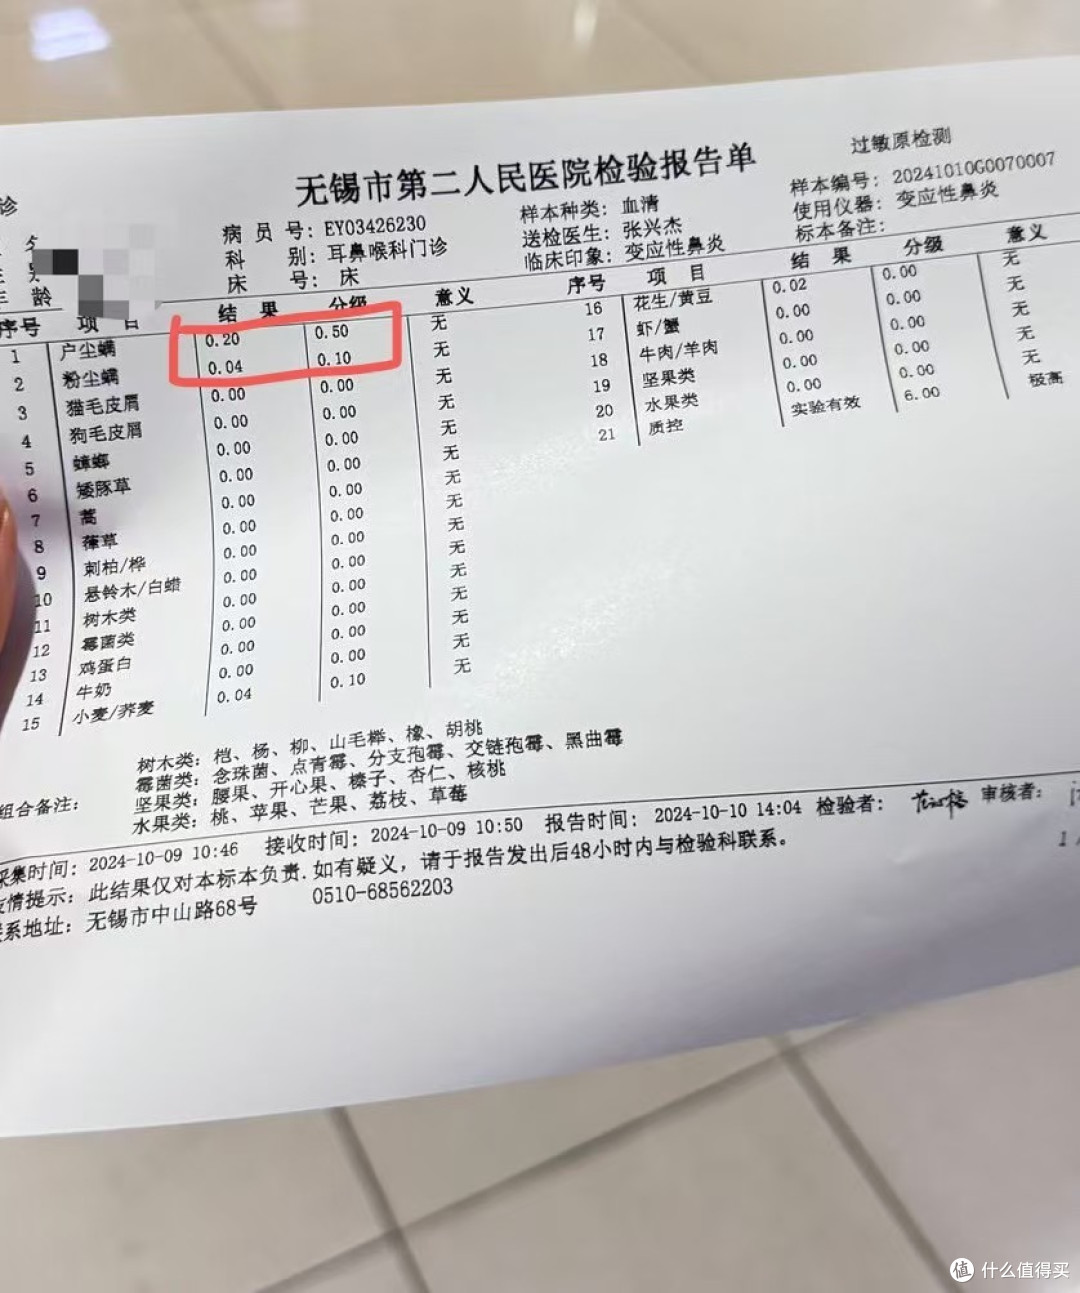 过敏原检测
无锡市第二人民医院检验报告单
诊
病 员 号: EY03426230 样本种类: 血清 样本编号: 20241010G0070007
科 别: 耳鼻喉科门诊 送检医生: 张兴杰 使用仪器: 变应性鼻炎
年 龄 床 号: 床 临床印象: 变应性鼻炎 标本备注:
序号 项 目 结 果 分级 意义 序号 项 目 结 果 分级 意义
1 户尘螨 0.20 0.50 无 16 花生/黄豆 0.02 0.00 无
2 粉尘螨 0.04 0.10 无 17 虾/蟹 0.00 0.00 无
3 猫毛皮屑 0.00 0.00 无 18 牛肉/羊肉 0.00 0.00 无
4 狗毛皮屑 0.00 0.00 无 19 坚果类 0.00 0.00 无
5 蟑螂 0.00 0.00 无 20 水果类 0.00 0.00 无
6 矮豚草 0.00 0.00 无 21 质控 实验有效 6.00 极高
7 蒿 0.00 0.00 无
8 葎草 0.00 0.00 无
9 刺柏/桦 0.00 0.00 无
10 悬铃木/白蜡 0.00 0.00 无
11 树木类 0.00 0.00 无
12 霉菌类 0.00 0.00 无
13 鸡蛋白 0.00 0.00 无
14 牛奶 0.00 0.00 无
15 小麦/荞麦 0.04 0.10 无
组合备注:
树木类: 桤、杨、柳、山毛榉、橡、胡桃
霉菌类: 念珠菌、点青霉、分支孢霉、交链孢霉、黑曲霉
坚果类: 腰果、开心果、榛子、杏仁、核桃
水果类: 桃、苹果、芒果、荔枝、草莓
采集时间: 2024-10-09 10:46 接收时间: 2024-10-09 10:50 报告时间: 2024-10-10 14:04 检验者: 审核者:
友情提示: 此结果仅对本标本负责.如有疑义，请于报告发出后48小时内与检验科联系。
联系地址: 无锡市中山路68号 0510-68562203
值 什么值得买